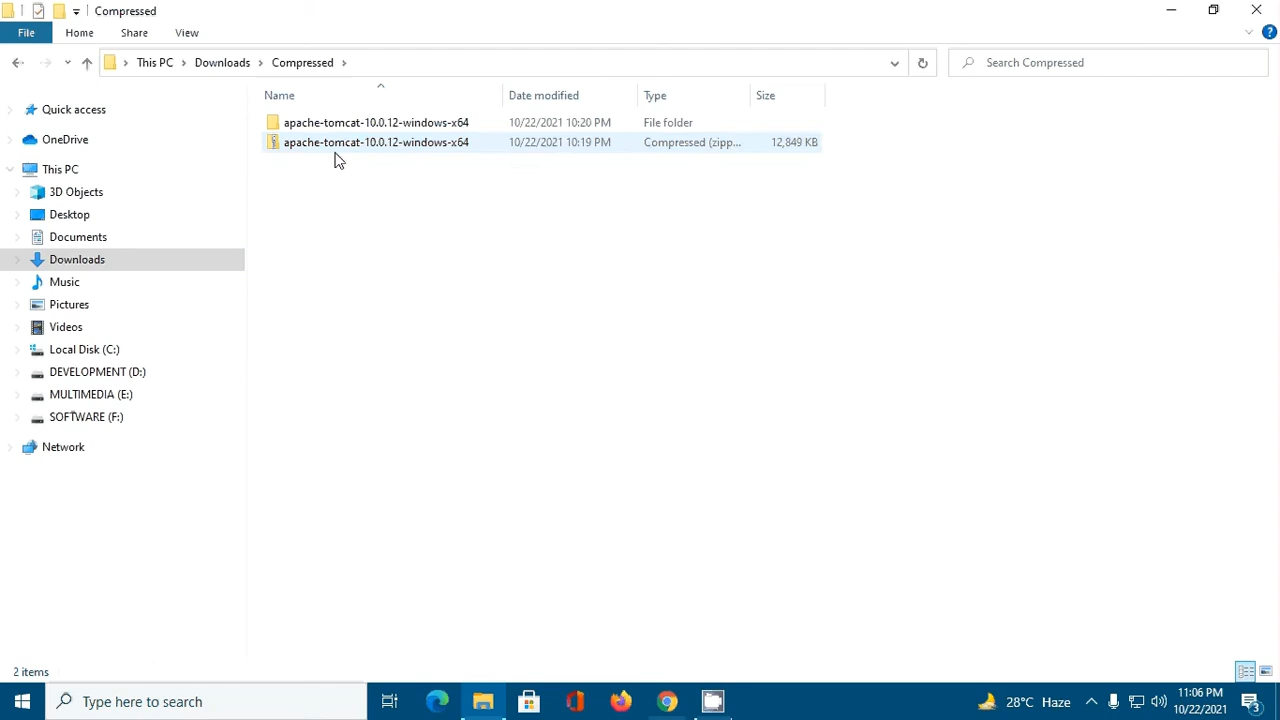 Compressed
File Home Share View
This PC Downloads Compressed Search Compressed
Name Date modified Type Size
apache-tomcat-10.0.12-windows-x64 10/22/2021 10:20 PM File folder
apache-tomcat-10.0.12-windows-x64 10/22/2021 10:19 PM Compressed (zipp... 12,849 KB
Quick access
OneDrive
This PC
3D Objects
Desktop
Documents
Downloads
Music
Pictures
Videos
Local Disk (C:)
DEVELOPMENT (D:)
MULTIMEDIA (E:)
SOFTWARE (F:)
Network
2 items
Type here to search 28°C Haze 11:06 PM
10/22/2021 3